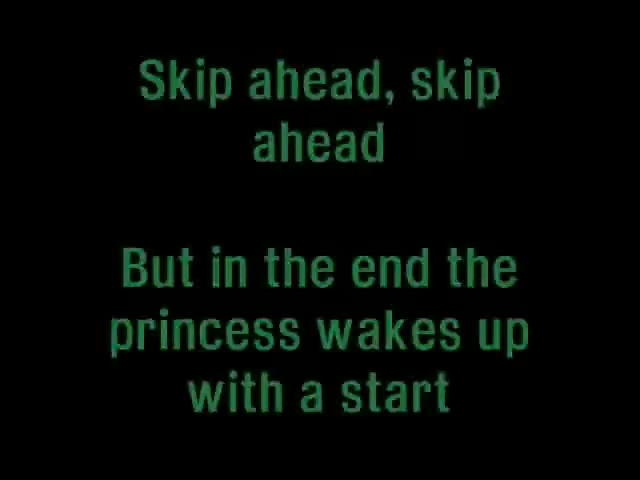 Skip ahead, skip
ahead
But in the end the
princess wakes up
with a start